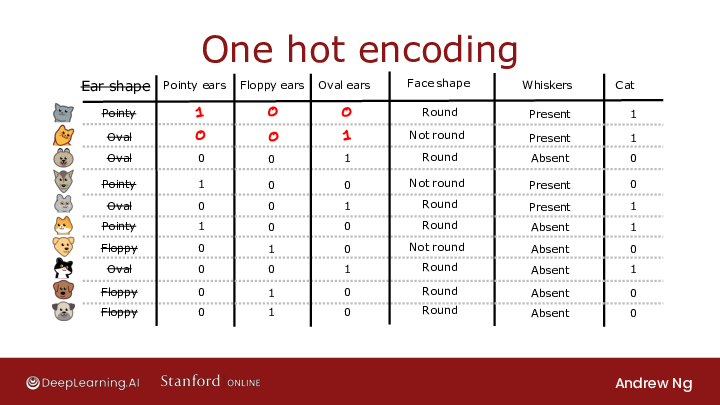 One hot encoding
Ear shape Pointy ears Floppy ears Oval ears Face shape Whiskers Cat
Pointy 1 0 0 Round Present 1
Oval 0 0 1 Not round Present 1
Oval 0 0 1 Round Absent 0
Pointy 1 0 0 Not round Present 0
Oval 0 0 1 Round Present 1
Pointy 1 0 0 Round Absent 1
Floppy 0 1 0 Not round Absent 0
Oval 0 0 1 Round Absent 1
Floppy 0 1 0 Round Absent 0
Floppy 0 1 0 Round Absent 0
DeepLearning.AI Stanford ONLINE Andrew Ng